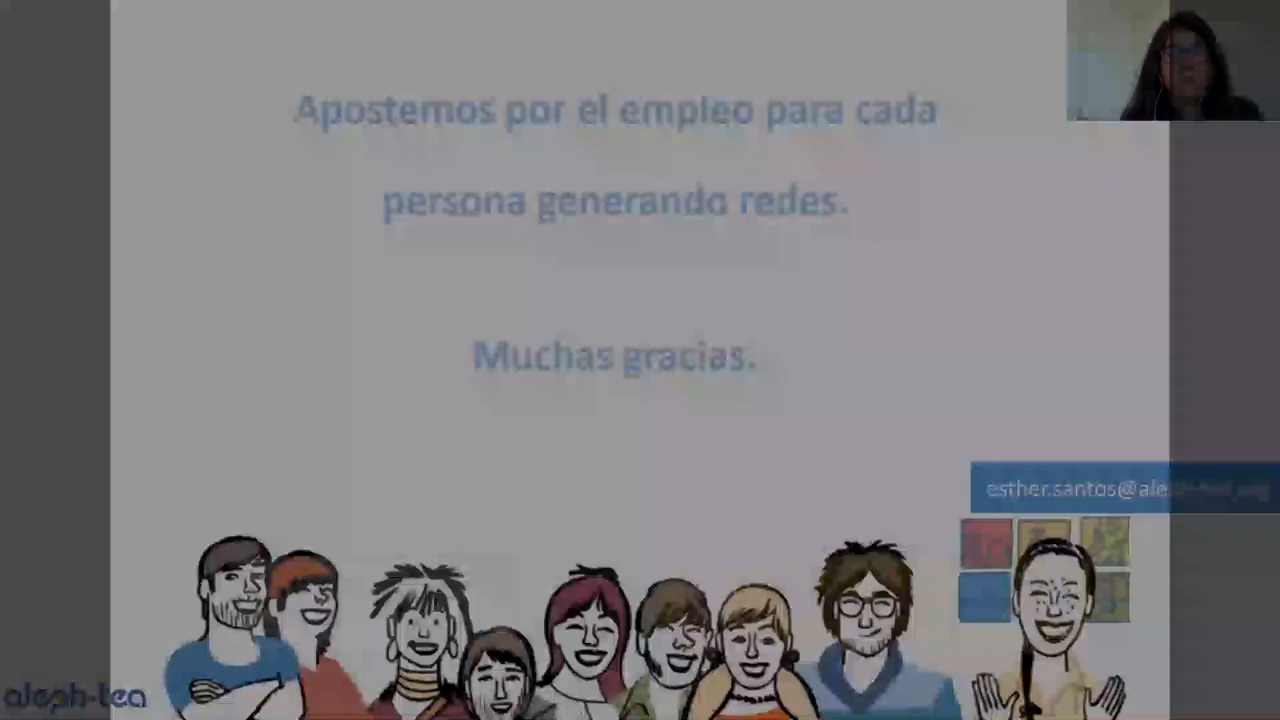 Apostemos por el empleo para cada
persona generando redes.
Muchas gracias.
aleph-tea